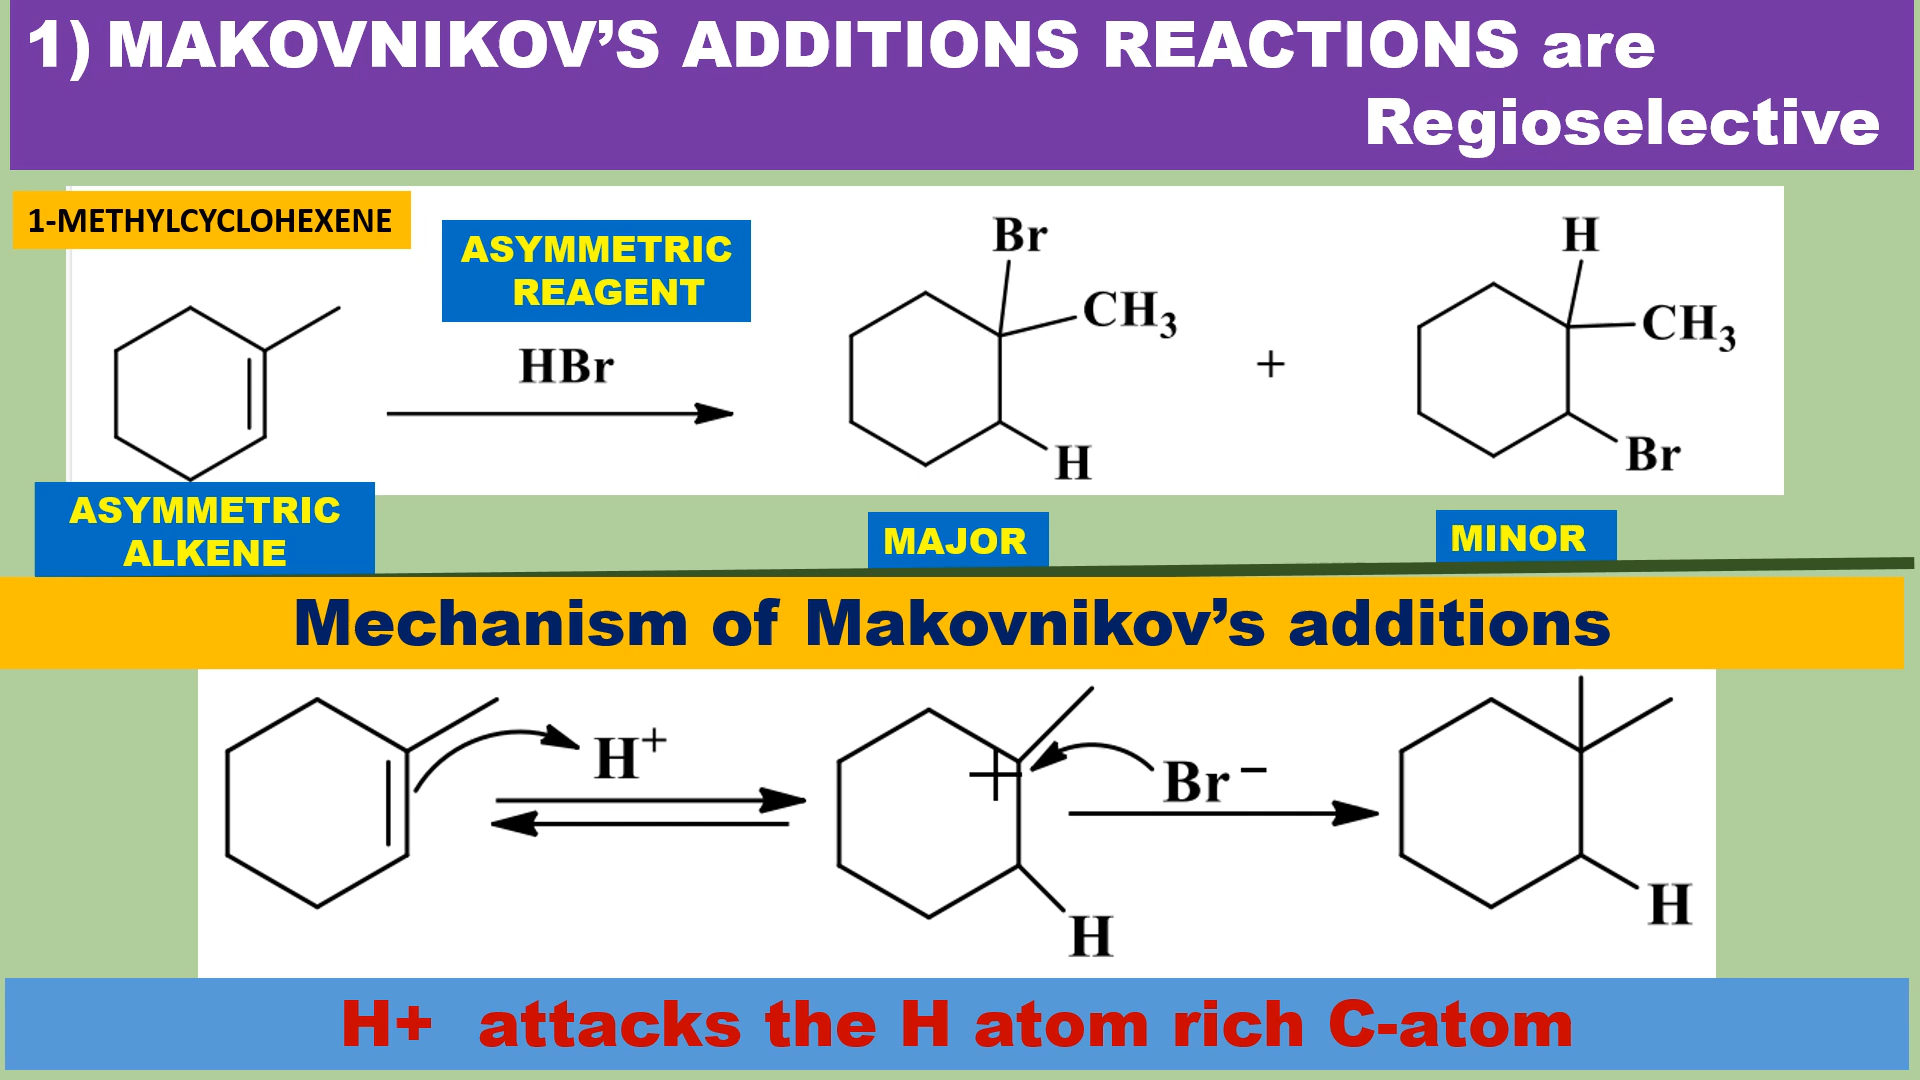 1) MAKOVNIKOV’S ADDITIONS REACTIONS are
Regioselective
1-METHYLCYCLOHEXENE
ASYMMETRIC
REAGENT
HBr
Br
CH₃
H
+
H
CH₃
Br
ASYMMETRIC
ALKENE
MAJOR
MINOR
Mechanism of Makovnikov’s additions
H⁺
+
H
Br⁻
H
H+ attacks the H atom rich C-atom